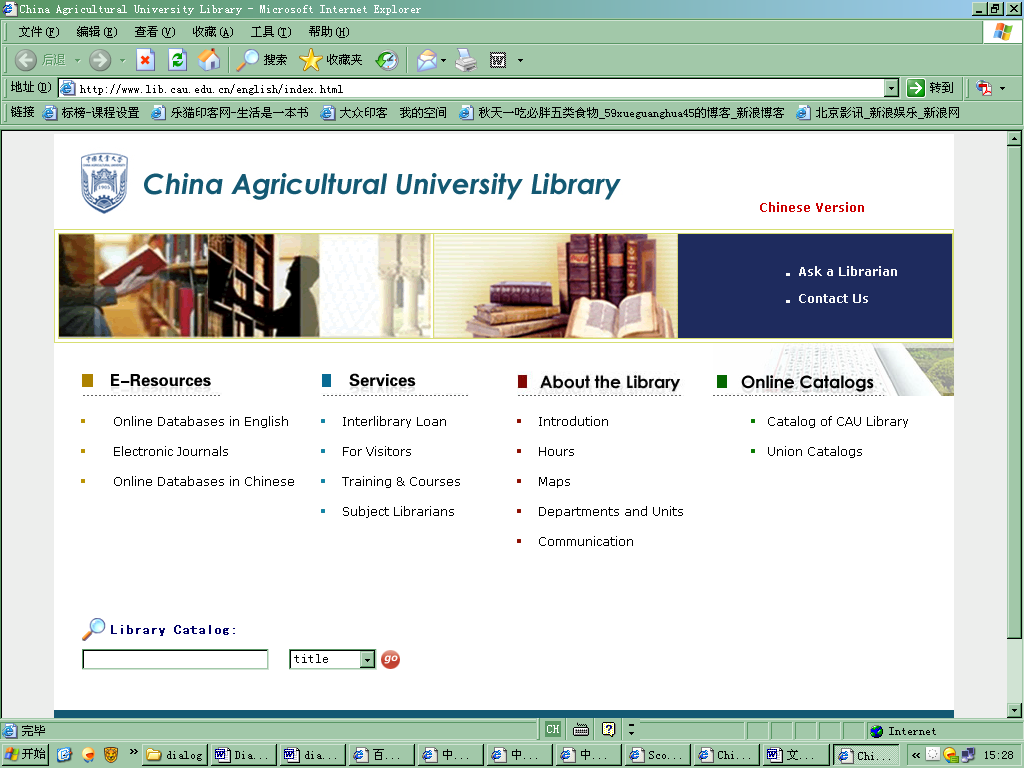 China Agricultural University Library - Microsoft Internet Explorer
文件(F) 编辑(E) 查看(V) 收藏(A) 工具(T) 帮助(H)
后退 搜索 收藏夹
地址(D) http://www.lib.cau.edu.cn/english/index.html 转到
链接 标榜-课程设置 乐猫印客网-生活是一本书 大众印客 我的空间 秋天一吃必胖五类食物_59xueguanghua45的博客_新浪博客 北京影讯_新浪娱乐_新浪网
China Agricultural University Library
Chinese Version
Ask a Librarian
Contact Us
E-Resources
Online Databases in English
Electronic Journals
Online Databases in Chinese
Services
Interlibrary Loan
For Visitors
Training & Courses
Subject Librarians
About the Library
Introdution
Hours
Maps
Departments and Units
Communication
Online Catalogs
Catalog of CAU Library
Union Catalogs
Library Catalog:
title go
完毕 CH Internet
开始 » dialog Dia... dia... 百... 中... 中... 中... Sco... Chi... 文... Chi... « 15:28